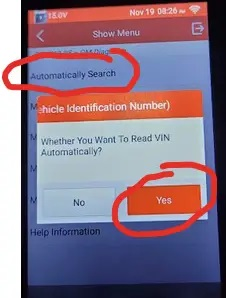 15.0V Nov 19 08:26
Show Menu
Automatically Search
ehicle Identification Number)
Whether You Want To Read VIN
Automatically?
No Yes
Help Information